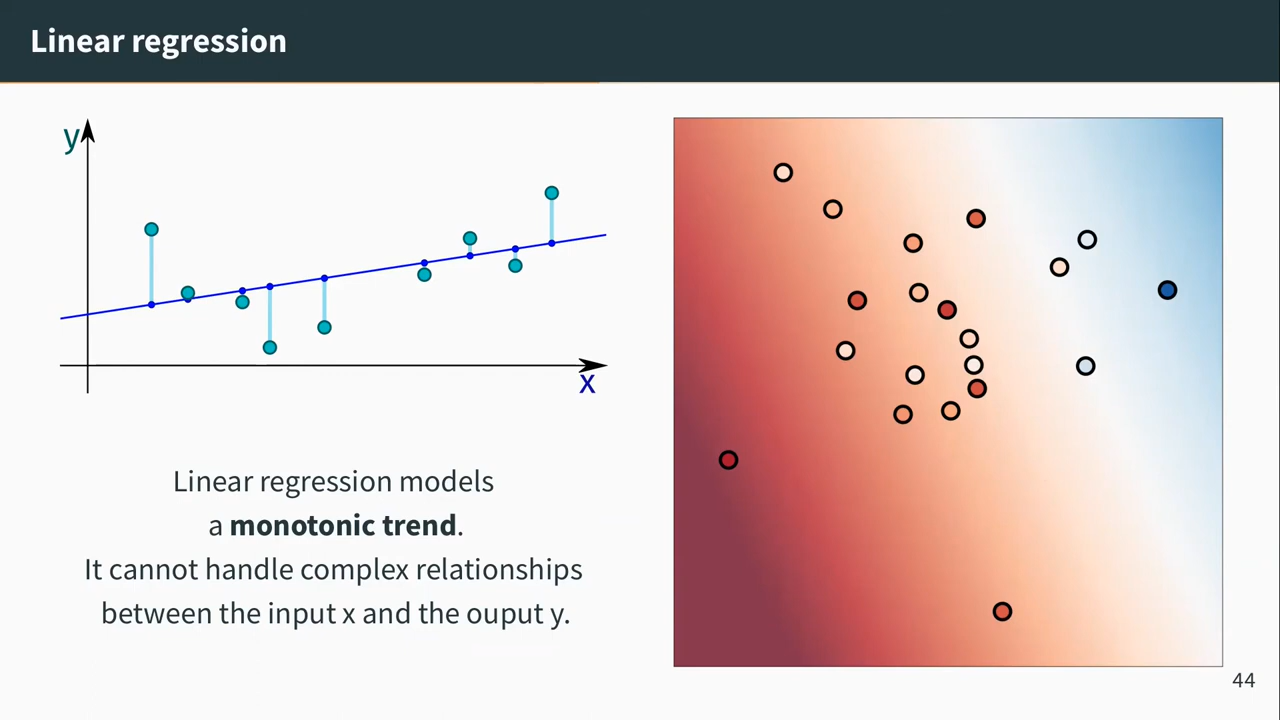 Linear regression
y
x
Linear regression models
a monotonic trend.
It cannot handle complex relationships
between the input x and the ouput y.
44